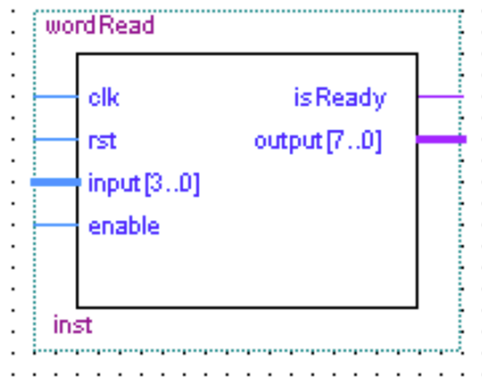 wordRead
clk isReady
rst output[7..0]
input[3..0]
enable
inst